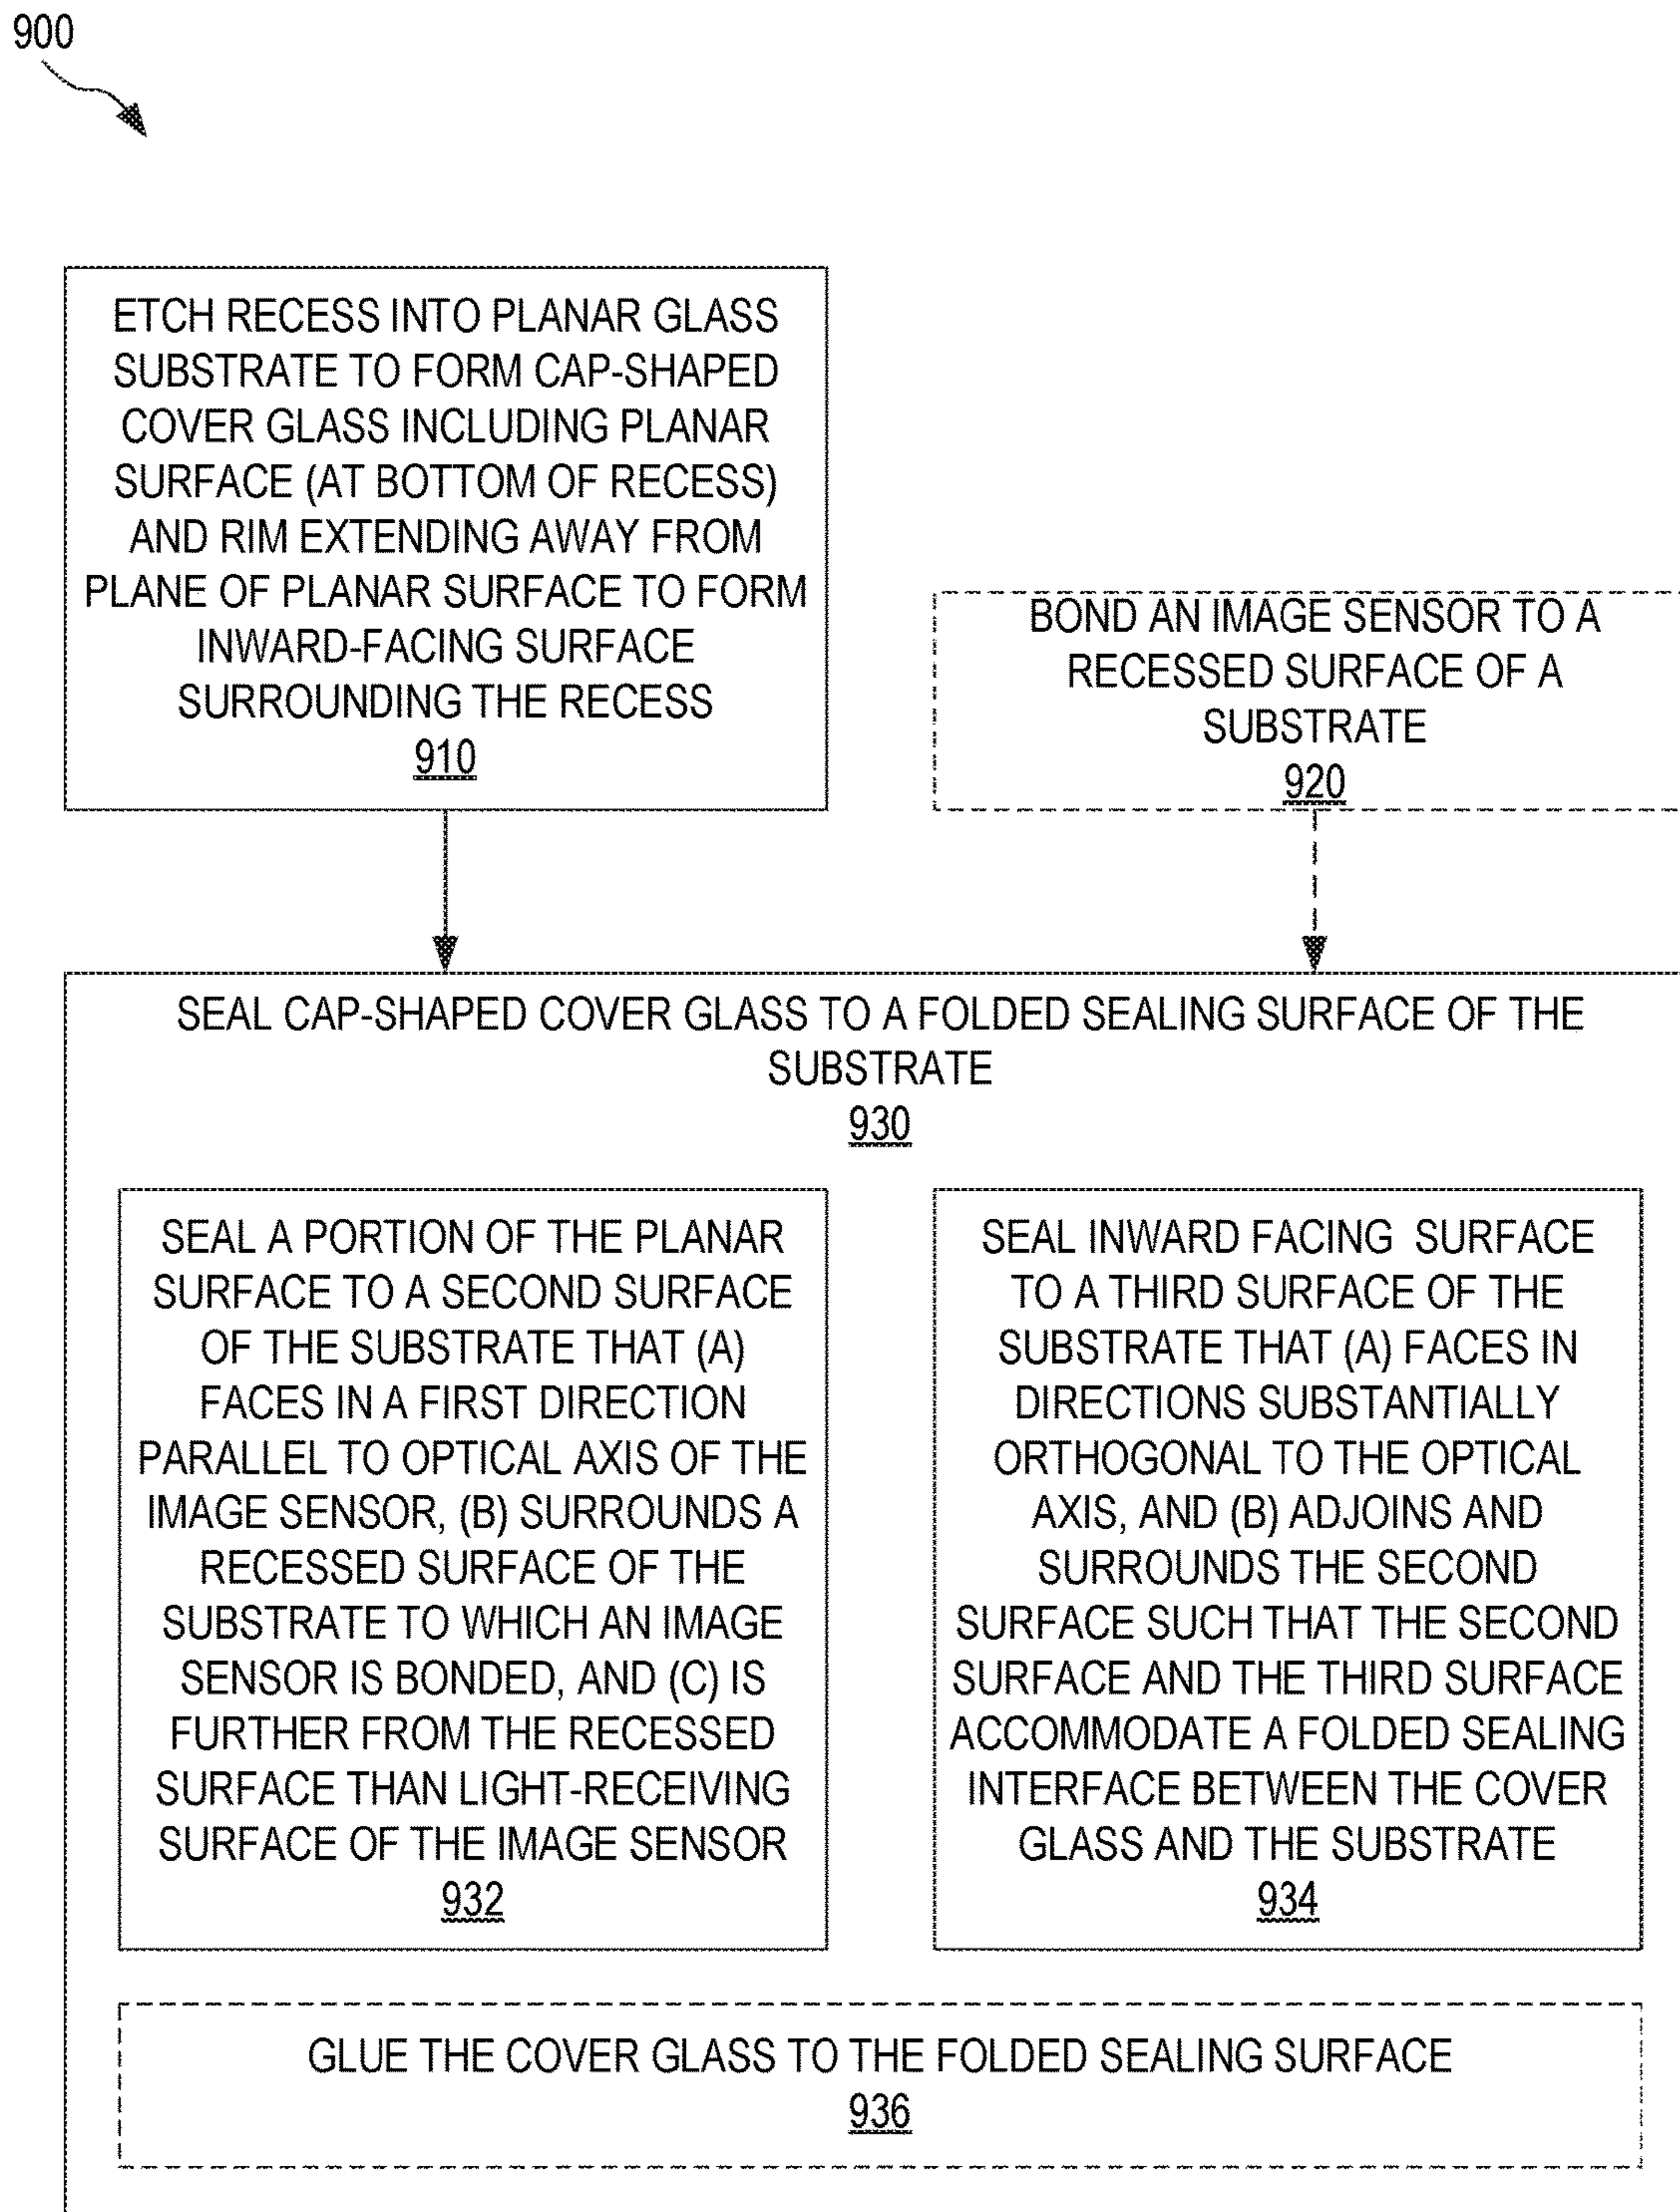 900
ETCH RECESS INTO PLANAR GLASS
SUBSTRATE TO FORM CAP-SHAPED
COVER GLASS INCLUDING PLANAR
SURFACE (AT BOTTOM OF RECESS)
AND RIM EXTENDING AWAY FROM
PLANE OF PLANAR SURFACE TO FORM
INWARD-FACING SURFACE
SURROUNDING THE RECESS
910
BOND AN IMAGE SENSOR TO A
RECESSED SURFACE OF A
SUBSTRATE
920
SEAL CAP-SHAPED COVER GLASS TO A FOLDED SEALING SURFACE OF THE
SUBSTRATE
930
SEAL A PORTION OF THE PLANAR
SURFACE TO A SECOND SURFACE
OF THE SUBSTRATE THAT (A)
FACES IN A FIRST DIRECTION
PARALLEL TO OPTICAL AXIS OF THE
IMAGE SENSOR, (B) SURROUNDS A
RECESSED SURFACE OF THE
SUBSTRATE TO WHICH AN IMAGE
SENSOR IS BONDED, AND (C) IS
FURTHER FROM THE RECESSED
SURFACE THAN LIGHT-RECEIVING
SURFACE OF THE IMAGE SENSOR
932
SEAL INWARD FACING SURFACE
TO A THIRD SURFACE OF THE
SUBSTRATE THAT (A) FACES IN
DIRECTIONS SUBSTANTIALLY
ORTHOGONAL TO THE OPTICAL
AXIS, AND (B) ADJOINS AND
SURROUNDS THE SECOND
SURFACE SUCH THAT THE SECOND
SURFACE AND THE THIRD SURFACE
ACCOMMODATE A FOLDED SEALING
INTERFACE BETWEEN THE COVER
GLASS AND THE SUBSTRATE
934
GLUE THE COVER GLASS TO THE FOLDED SEALING SURFACE
936